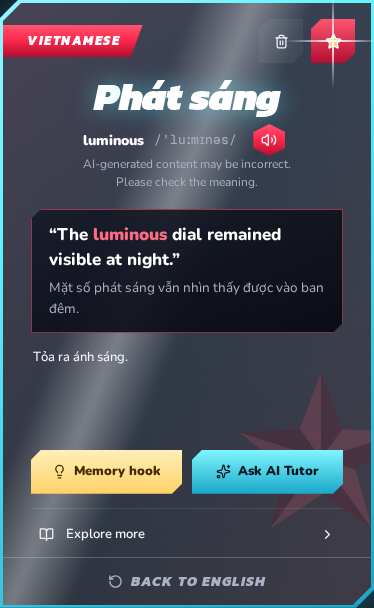 VIETNAMESE
Phát sáng
luminous /ˈluːmɪnəs/
AI-generated content may be incorrect.
Please check the meaning.
“The luminous dial remained
visible at night.”
Mặt số phát sáng vẫn nhìn thấy được vào ban
đêm.
Tỏa ra ánh sáng.
Memory hook
Ask AI Tutor
Explore more
BACK TO ENGLISH